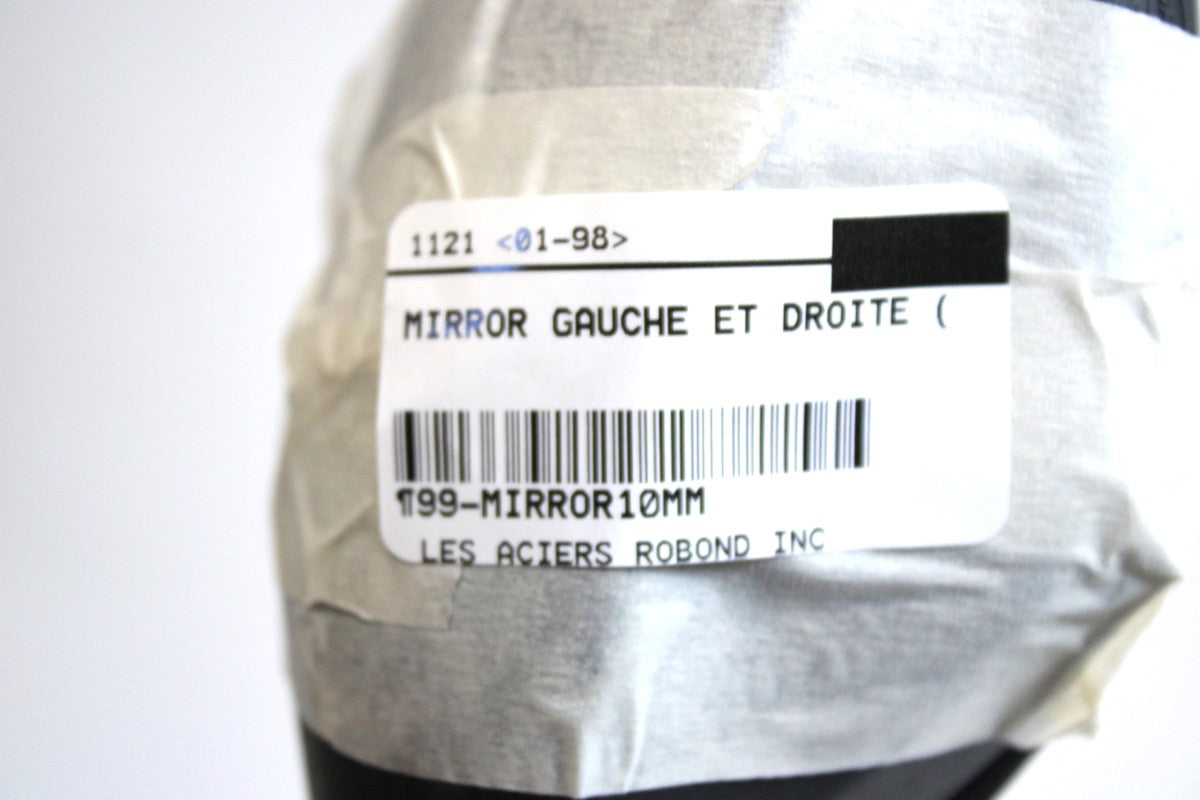 1121 <01-98>
MIRROR GAUCHE ET DROITE (
¶99-MIRROR10MM
LES ACIERS ROBOND INC